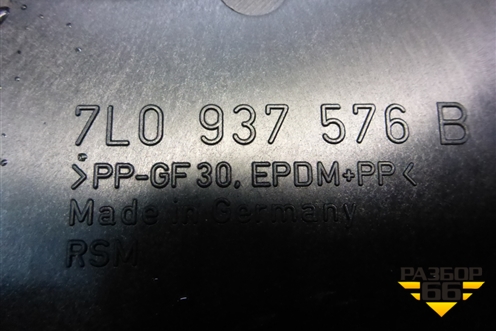 7L0 937 576 B
>PP-GF30, EPDM+PP<
Made in Germany
RSM
РАЗБОР
66